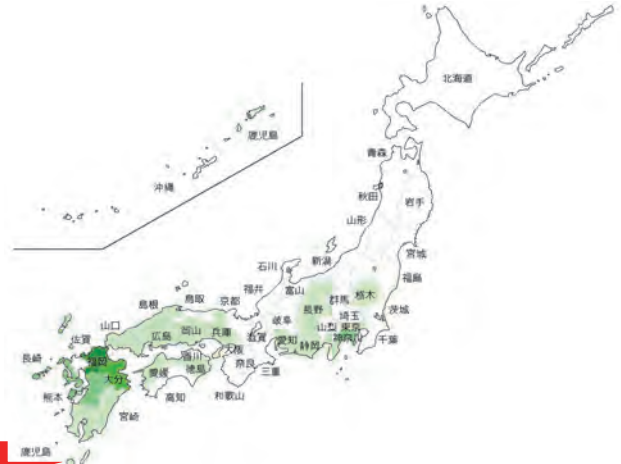 北海道
青森
秋田
岩手
山形
宮城
新潟
福島
石川
富山
福井
群馬
栃木
長野
茨城
埼玉
岐阜
山梨
東京
神奈川
千葉
愛知
静岡
滋賀
京都
鳥取
島根
兵庫
岡山
広島
山口
大阪
奈良
三重
和歌山
香川
徳島
愛媛
高知
佐賀
福岡
長崎
大分
熊本
宮崎
鹿児島
鹿児島
沖縄